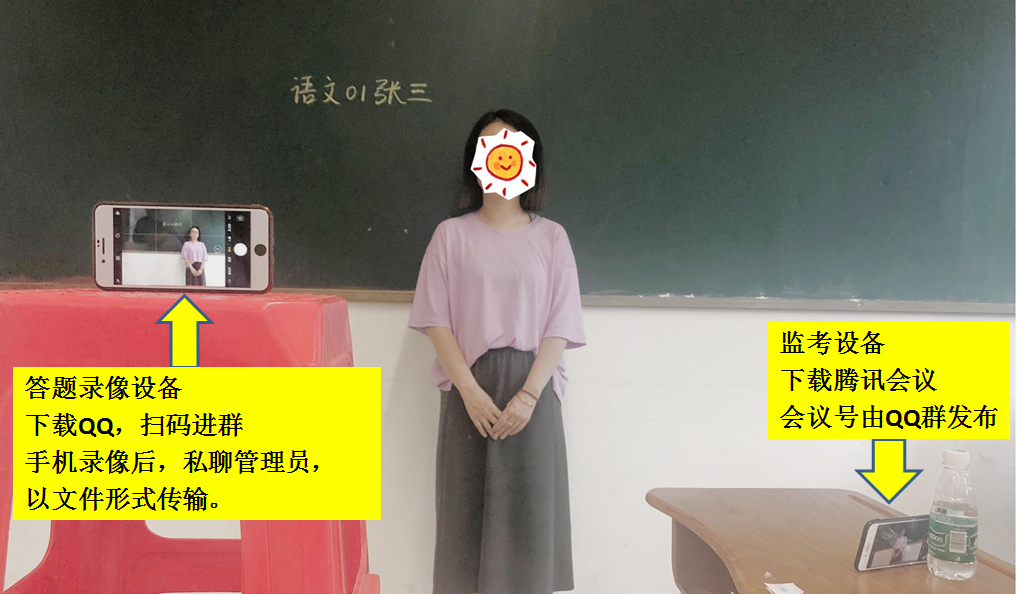 语文01张三
答题录像设备
下载QQ，扫码进群
手机录像后，私聊管理员，
以文件形式传输。
监考设备
下载腾讯会议
会议号由QQ群发布